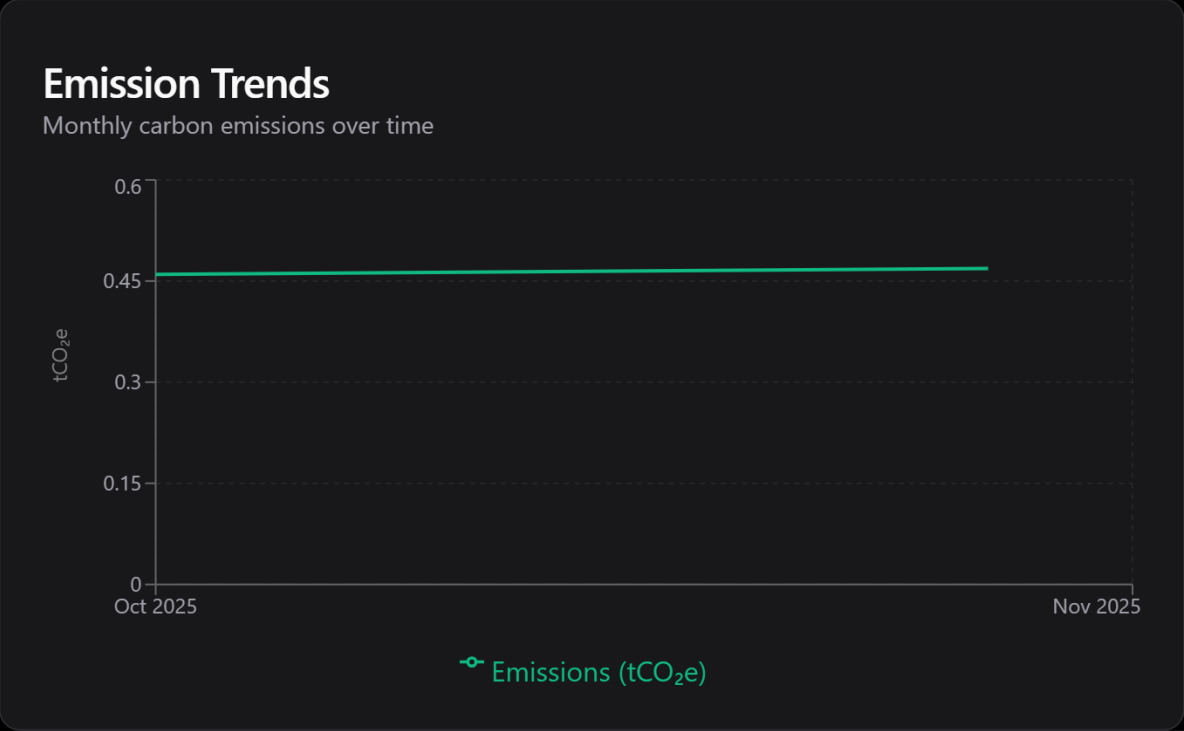 Emission Trends
Monthly carbon emissions over time
0.6
0.45
0.3
0.15
0
tCO₂e
Oct 2025
Nov 2025
Emissions (tCO₂e)